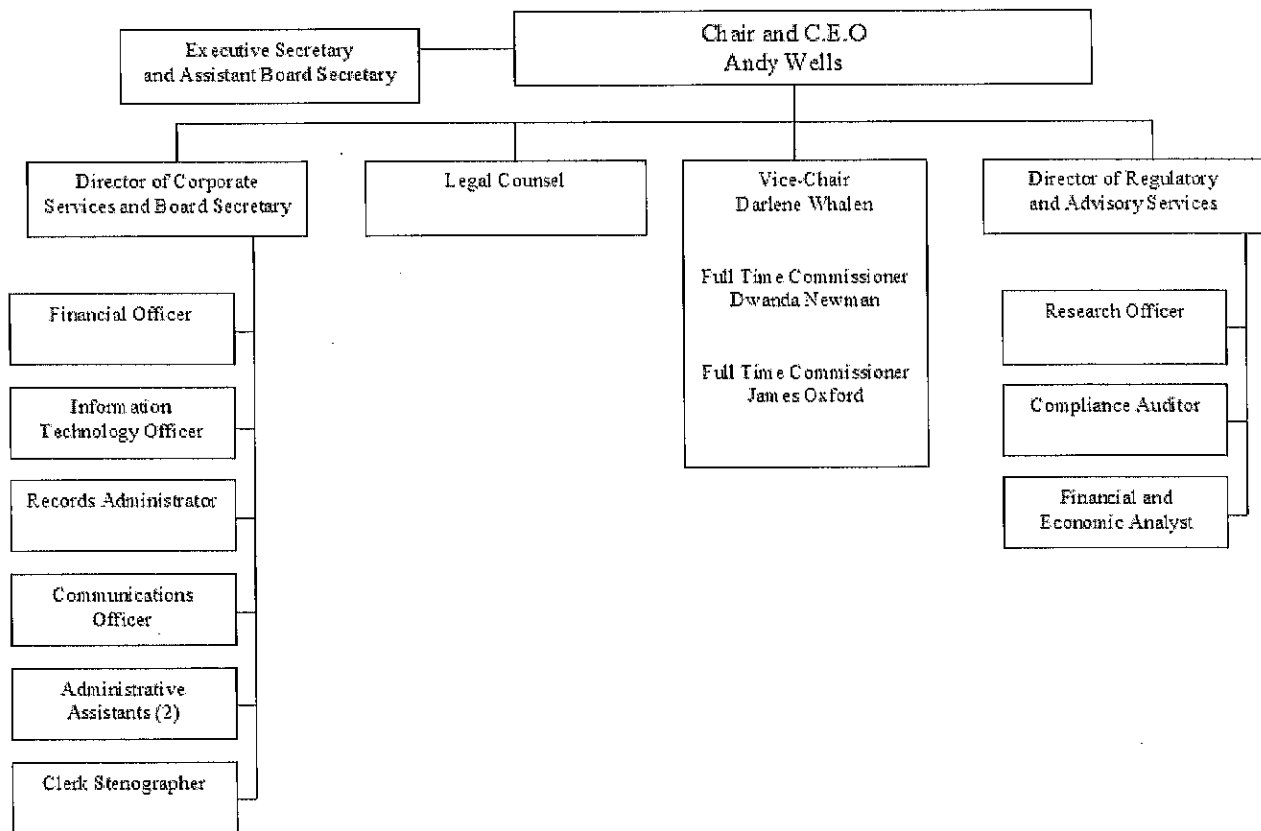 Chair and C.E.O
Andy Wells
Executive Secretary
and Assistant Board Secretary
Director of Corporate
Services and Board Secretary
Legal Counsel
Vice-Chair
Darlene Whalen
Full Time Commissioner
Dwanda Newman
Full Time Commissioner
James Oxford
Director of Regulatory
and Advisory Services
Financial Officer
Information
Technology Officer
Records Administrator
Communications
Officer
Administrative
Assistants (2)
Clerk Stenographer
Research Officer
Compliance Auditor
Financial and
Economic Analyst